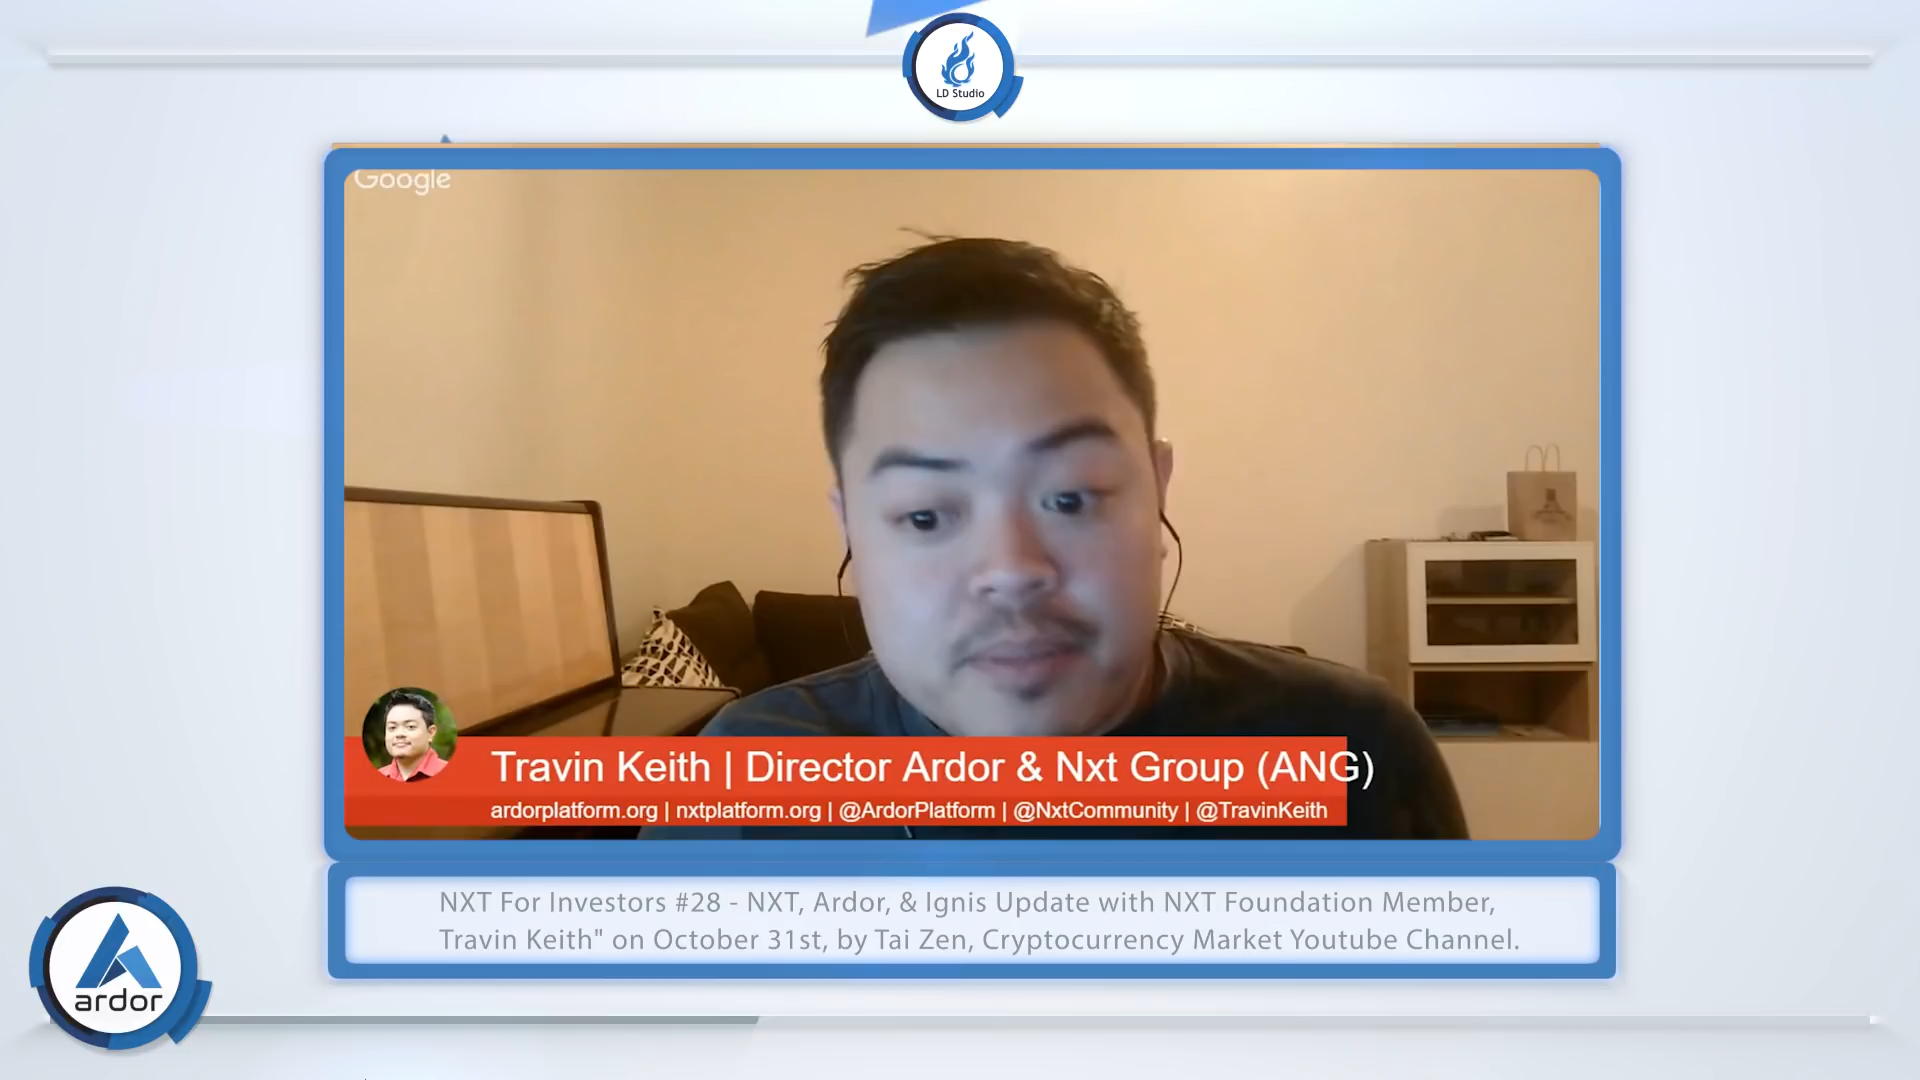 LD Studio
Google
Travin Keith | Director Ardor & Nxt Group (ANG)
ardorplatform.org | nxtplatform.org | @ArdorPlatform | @NxtCommunity | @TravinKeith
NXT For Investors #28 - NXT, Ardor, & Ignis Update with NXT Foundation Member,
Travin Keith" on October 31st, by Tai Zen, Cryptocurrency Market Youtube Channel.
ardor